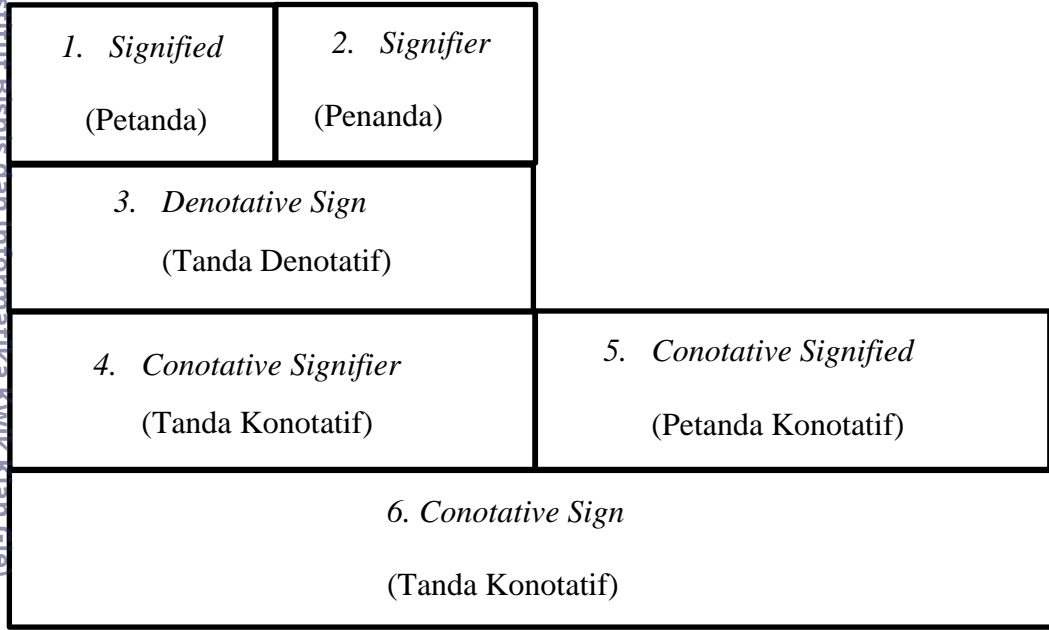 1. Signified
(Petanda)
2. Signifier
(Penanda)
3. Denotative Sign
(Tanda Denotatif)
4. Conotative Signifier
(Tanda Konotatif)
5. Conotative Signified
(Petanda Konotatif)
6. Conotative Sign
(Tanda Konotatif)